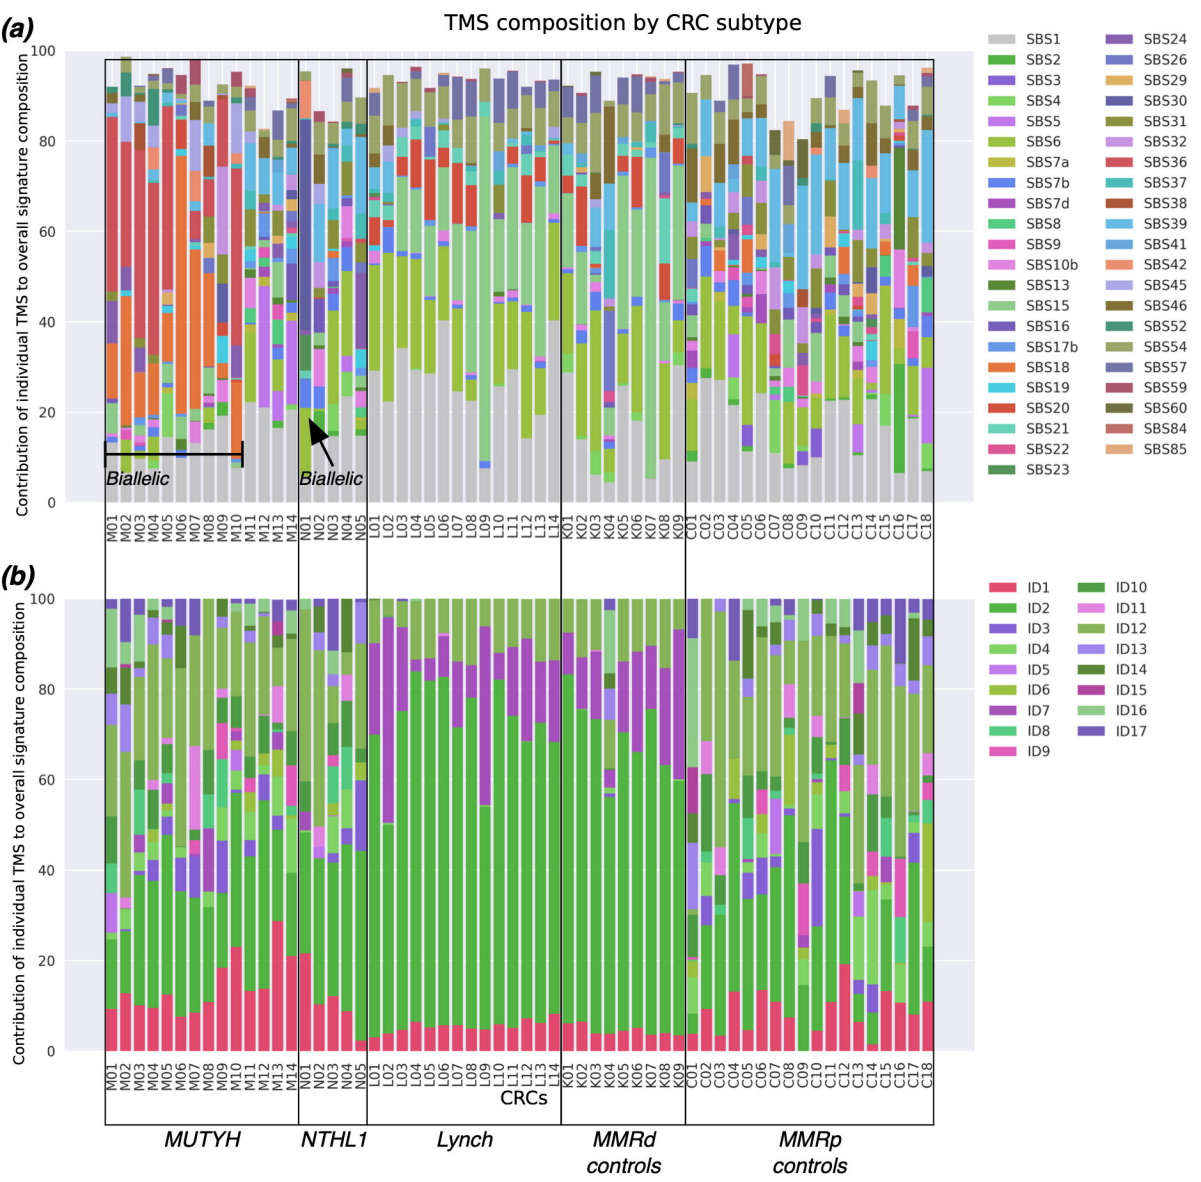 (a)
TMS composition by CRC subtype
Contribution of individual TMS to overall signature composition
100
80
60
40
20
0
Biallelic
Biallelic
M01 M02 M03 M04 M05 M06 M07 M08 M09 M10 M11 M12 M13 M14 N01 N02 N03 N04 N05 L01 L02 L03 L04 L05 L06 L07 L08 L09 L10 L11 L12 L13 L14 K01 K02 K03 K04 K05 K06 K07 K08 K09 C01 C02 C03 C04 C05 C06 C07 C08 C09 C10 C11 C12 C13 C14 C15 C16 C17 C18
SBS1 SBS24
SBS2 SBS26
SBS3 SBS29
SBS4 SBS30
SBS5 SBS31
SBS6 SBS32
SBS7a SBS36
SBS7b SBS37
SBS7d SBS38
SBS8 SBS39
SBS9 SBS41
SBS10b SBS42
SBS13 SBS45
SBS15 SBS46
SBS16 SBS52
SBS17b SBS54
SBS18 SBS57
SBS19 SBS59
SBS20 SBS60
SBS21 SBS84
SBS22 SBS85
SBS23
(b)
Contribution of individual TMS to overall signature composition
100
80
60
40
20
0
M01 M02 M03 M04 M05 M06 M07 M08 M09 M10 M11 M12 M13 M14 N01 N02 N03 N04 N05 L01 L02 L03 L04 L05 L06 L07 L08 L09 L10 L11 L12 L13 L14 K01 K02 K03 K04 K05 K06 K07 K08 K09 C01 C02 C03 C04 C05 C06 C07 C08 C09 C10 C11 C12 C13 C14 C15 C16 C17 C18
CRCs
ID1 ID10
ID2 ID11
ID3 ID12
ID4 ID13
ID5 ID14
ID6 ID15
ID7 ID16
ID8 ID17
ID9
MUTYH NTHL1 Lynch MMRd MMRp
controls controls